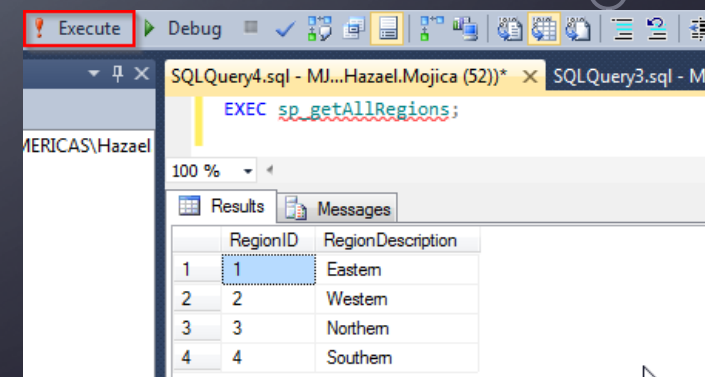 Execute Debug
SQLQuery4.sql - MJ...Hazael.Mojica (52))* SQLQuery3.sql - M
EXEC sp_getAllRegions;
MERICAS\Hazael
100 %
Results Messages
RegionID RegionDescription
1 1 Eastern
2 2 Western
3 3 Northern
4 4 Southern